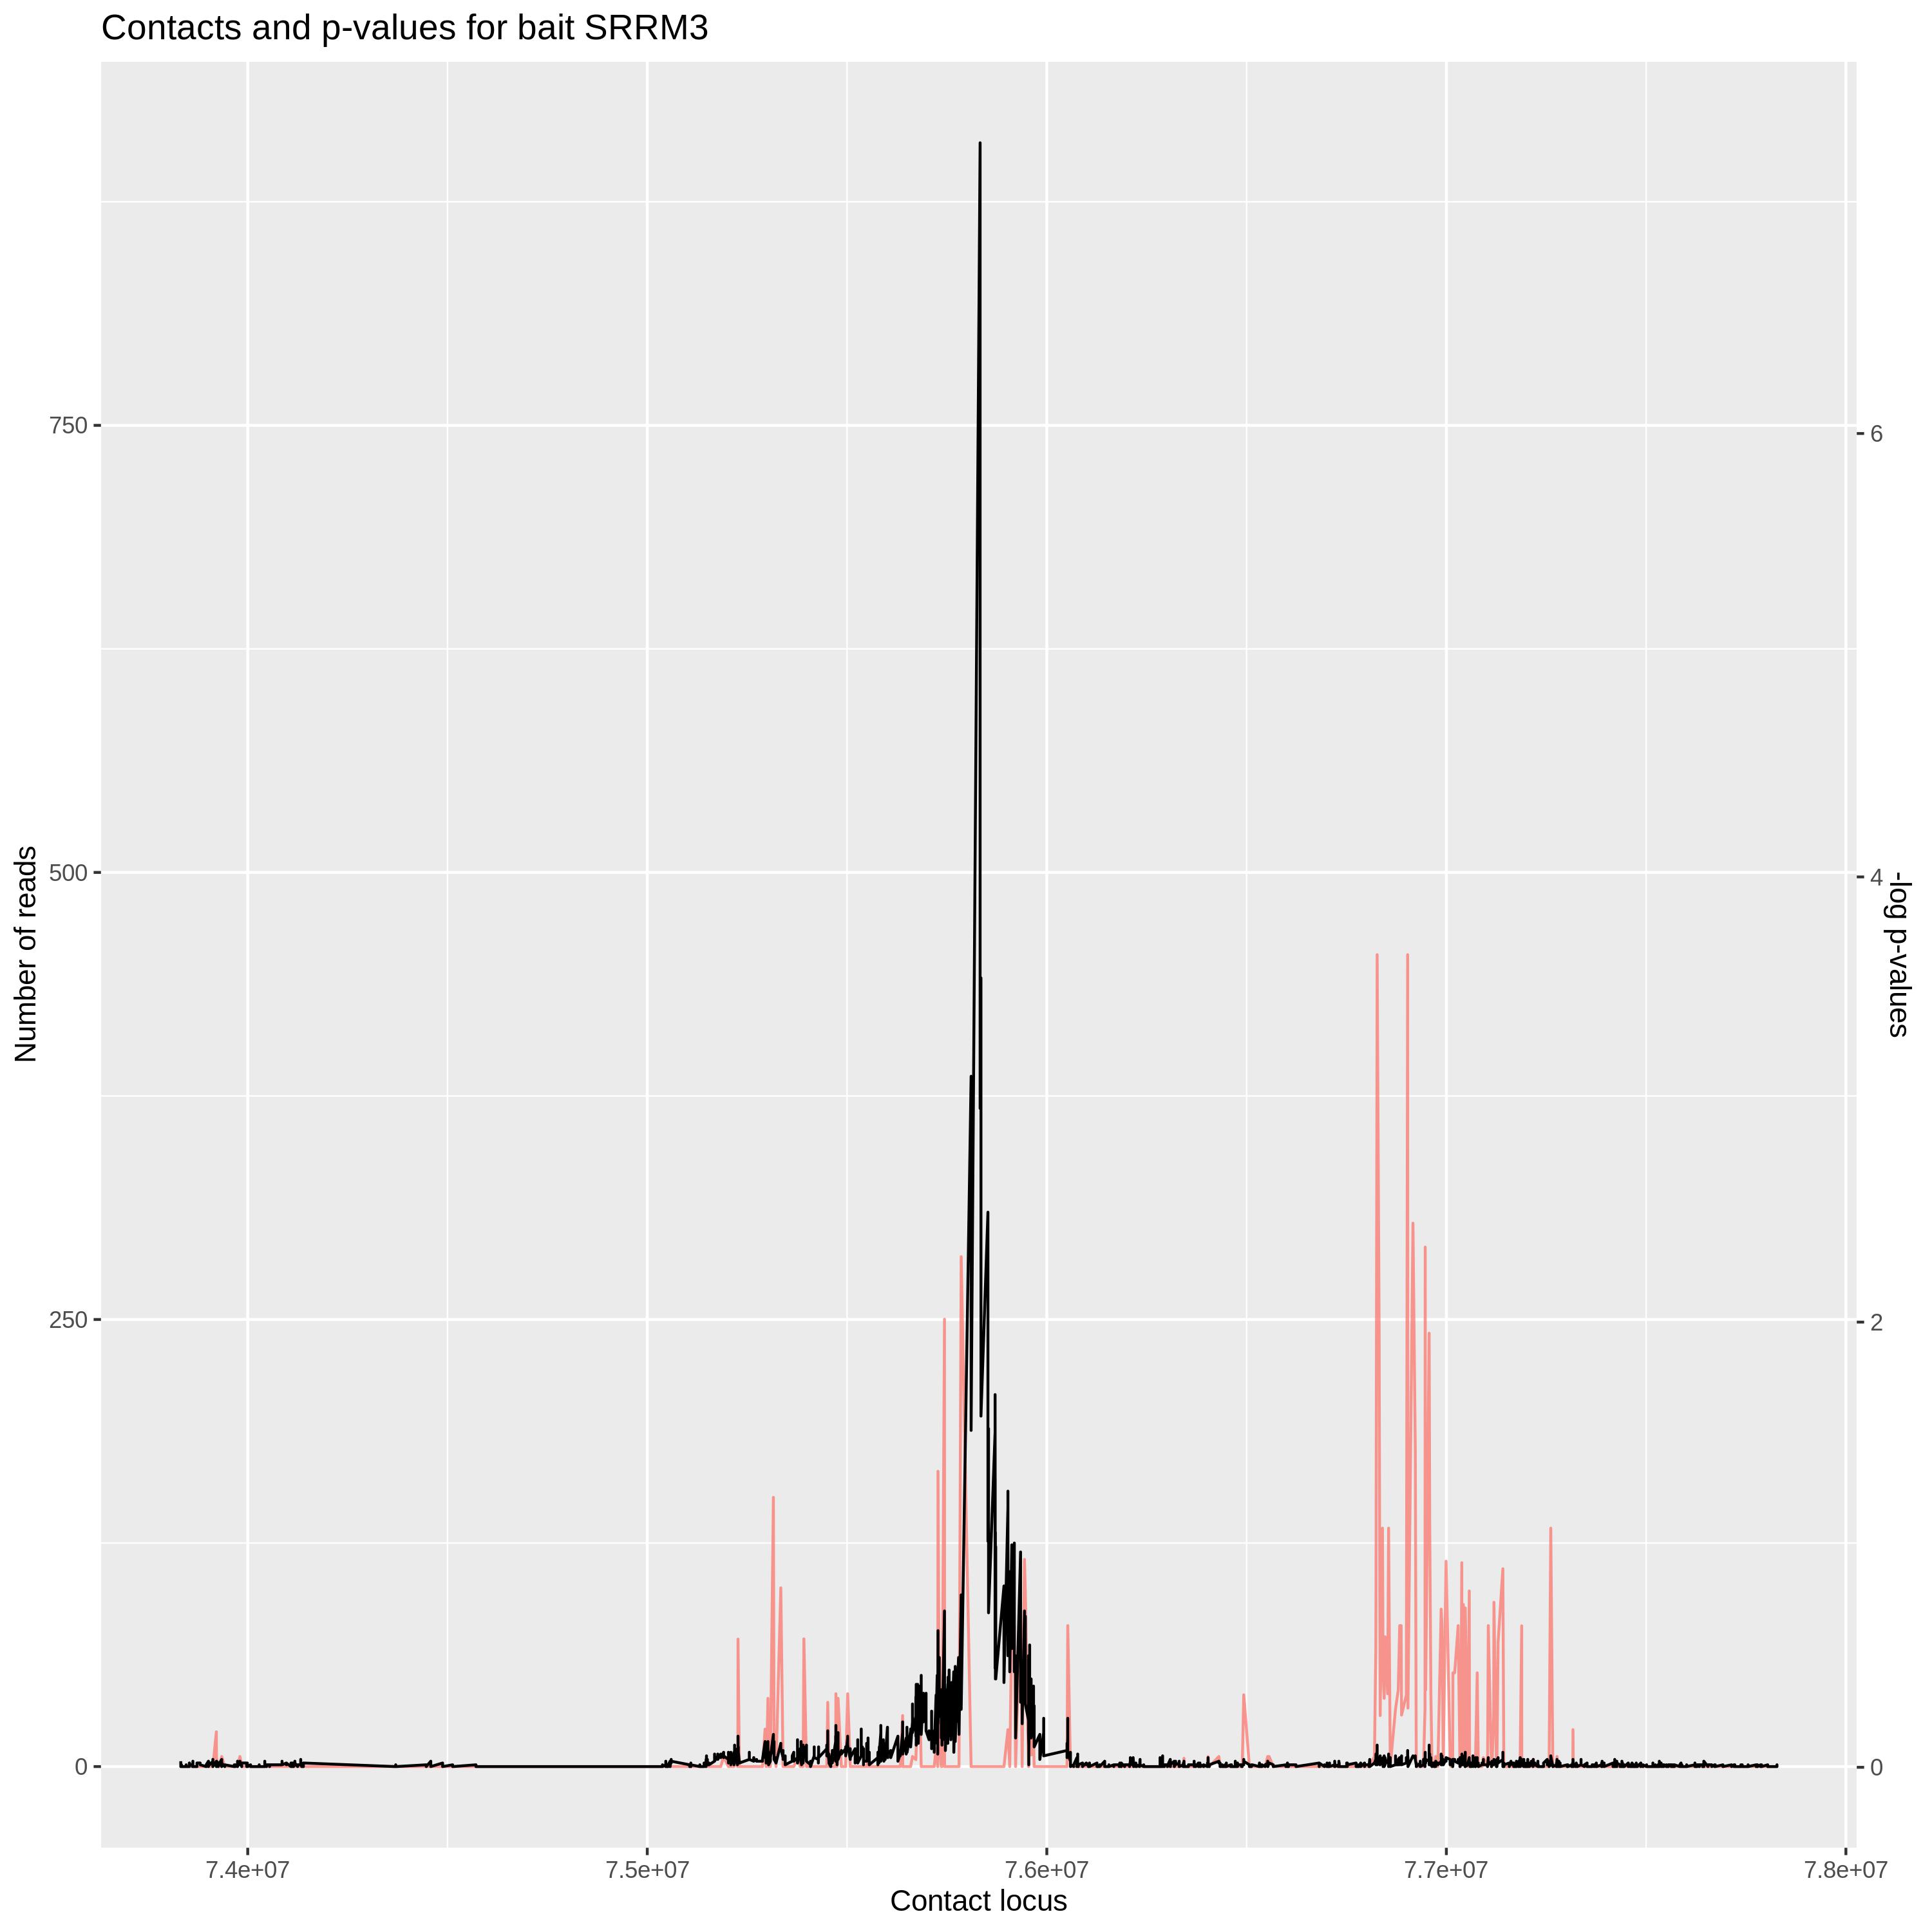 Contacts and p-values for bait SRRM3
Number of reads
750
500
250
0
6
4
2
0
-log p-values
7.4e+07 7.5e+07 7.6e+07 7.7e+07 7.8e+07
Contact locus